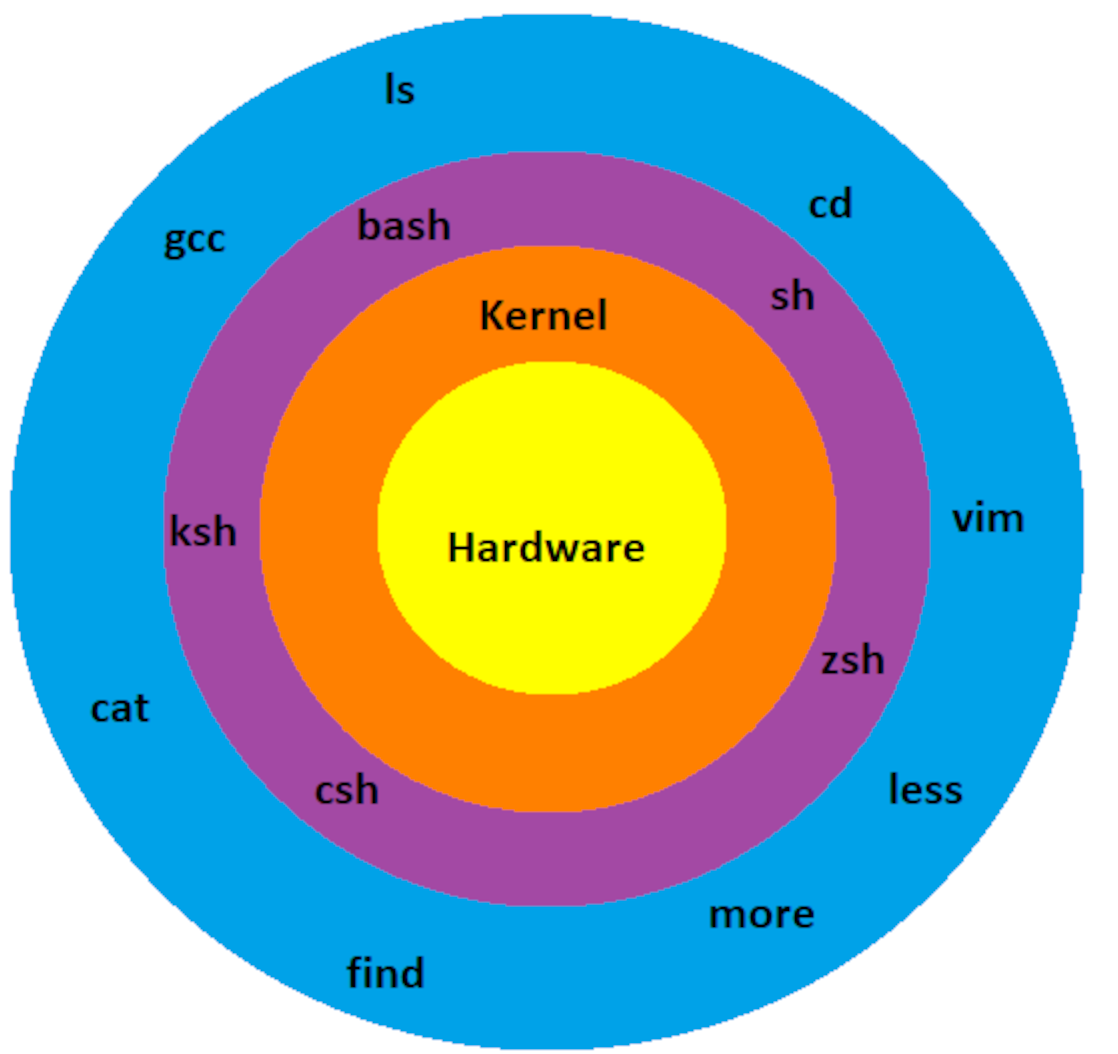 ls
cd
gcc
bash
sh
Kernel
vim
ksh
Hardware
zsh
cat
csh
less
more
find